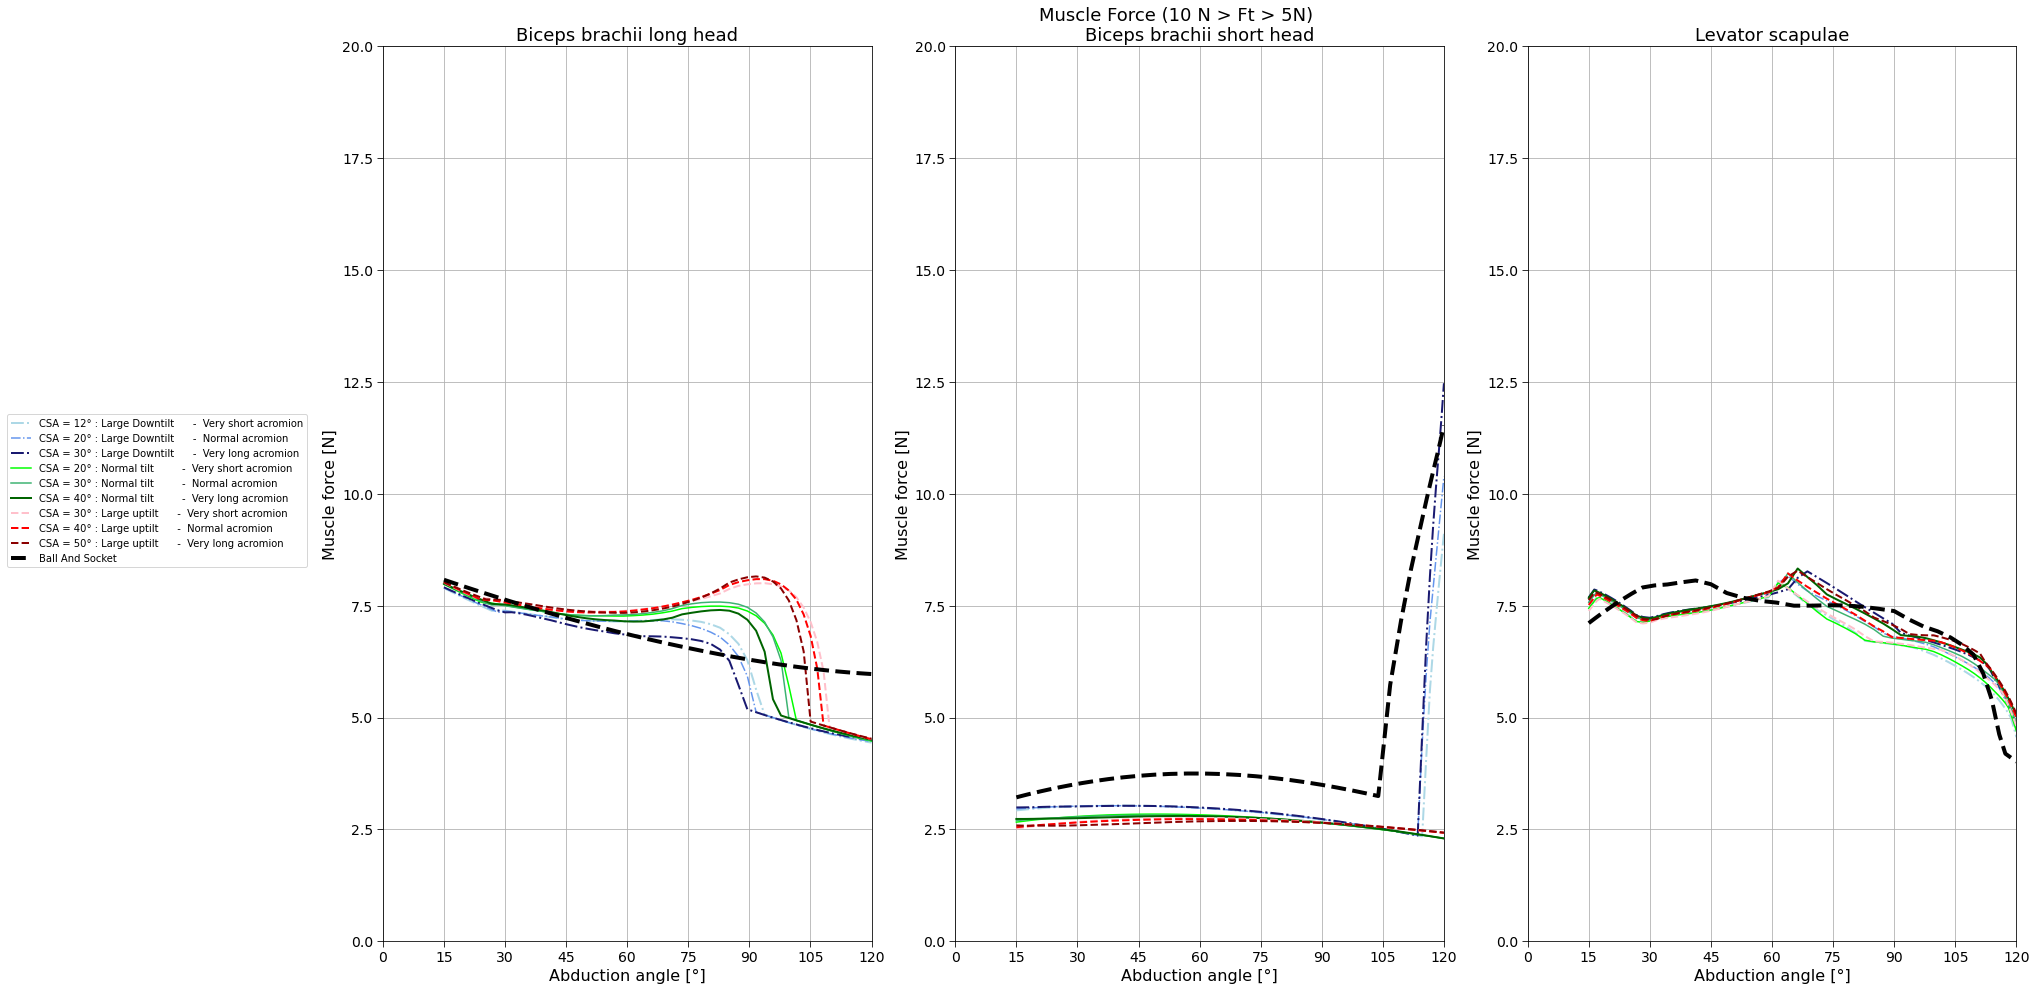 Muscle Force (10 N > Ft > 5N)
Biceps brachii long head
Biceps brachii short head
Levator scapulae
CSA = 12° : Large Downtilt - Very short acromion
CSA = 20° : Large Downtilt - Normal acromion
CSA = 30° : Large Downtilt - Very long acromion
CSA = 20° : Normal tilt - Very short acromion
CSA = 30° : Normal tilt - Normal acromion
CSA = 40° : Normal tilt - Very long acromion
CSA = 30° : Large uptilt - Very short acromion
CSA = 40° : Large uptilt - Normal acromion
CSA = 50° : Large uptilt - Very long acromion
Ball And Socket
Muscle force [N]
20.0
17.5
15.0
12.5
10.0
7.5
5.0
2.5
0.0
0 15 30 45 60 75 90 105 120
Abduction angle [°]
Muscle force [N]
20.0
17.5
15.0
12.5
10.0
7.5
5.0
2.5
0.0
0 15 30 45 60 75 90 105 120
Abduction angle [°]
Muscle force [N]
20.0
17.5
15.0
12.5
10.0
7.5
5.0
2.5
0.0
0 15 30 45 60 75 90 105 120
Abduction angle [°]